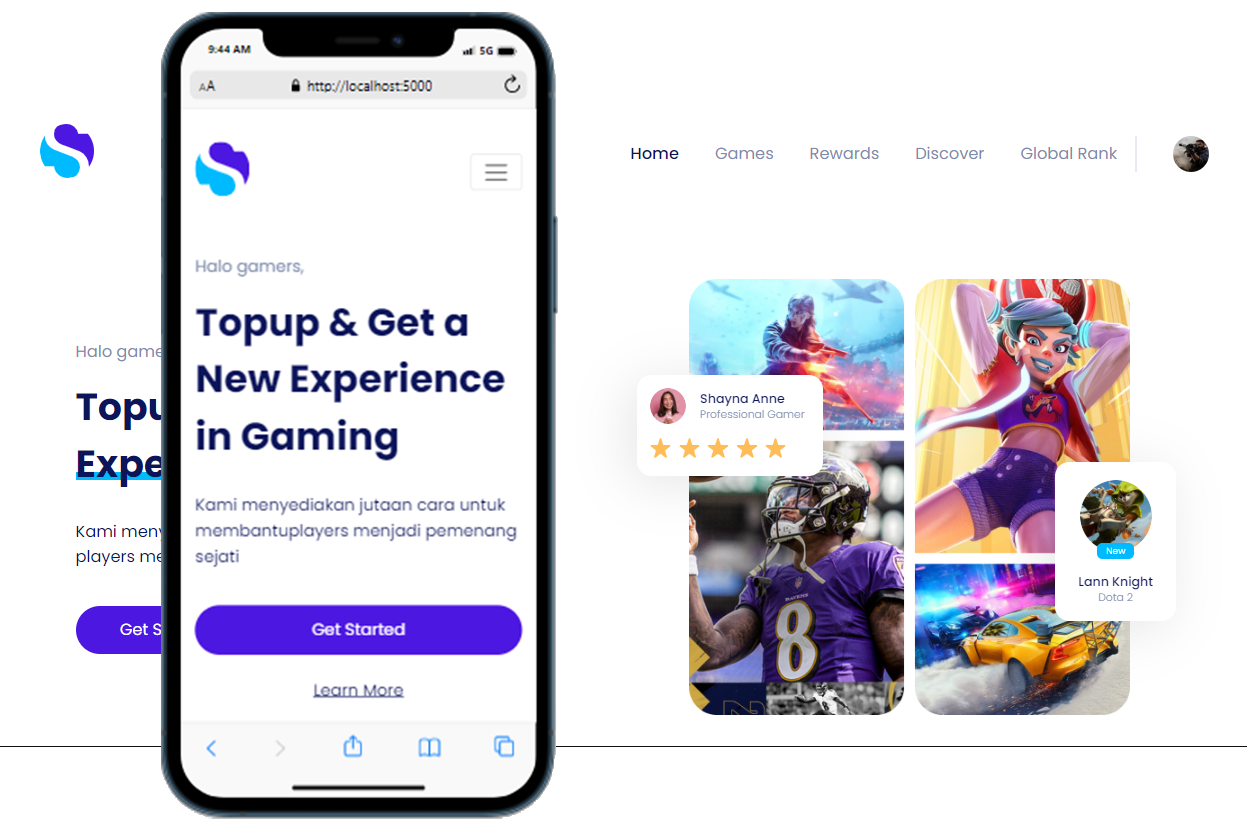 9:44 AM
5G
AA
http://localhost:5000
Halo gamers,
Topup & Get a
New Experience
in Gaming
Kami menyediakan jutaan cara untuk
membantuplayers menjadi pemenang
sejati
Get Started
Learn More
Home Games Rewards Discover Global Rank
Halo game
Topu
Expe
Kami meny
players me
Get S
Shayna Anne
Professional Gamer
RAVENS
8
New
Lann Knight
Dota 2